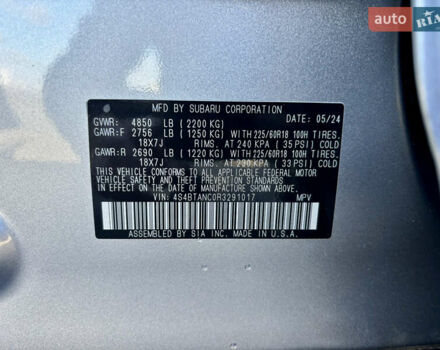 auto
RIA
MFD BY SUBARU CORPORATION 05/24
GVWR: 4850 LB (2200 KG)
GAWR:F 2756 LB (1250 KG) WITH 225/60R18 100H TIRES.
18X7J RIMS. AT 240 KPA (35 PSI) COLD
GAWR:R 2690 LB (1220 KG) WITH 225/60R18 100H TIRES.
18X7J RIMS. AT 230 KPA (33 PSI) COLD
THIS VEHICLE CONFORMS TO ALL APPLICABLE FEDERAL MOTOR
VEHICLE SAFETY, BUMPER, AND THEFT PREVENTION STANDARDS
IN EFFECT ON THE DATE OF MANUFACTURE SHOWN ABOVE.
VIN: 4S4BTANC0R3291017 MPV
ASSEMBLED BY SIA INC. MADE IN U.S.A.